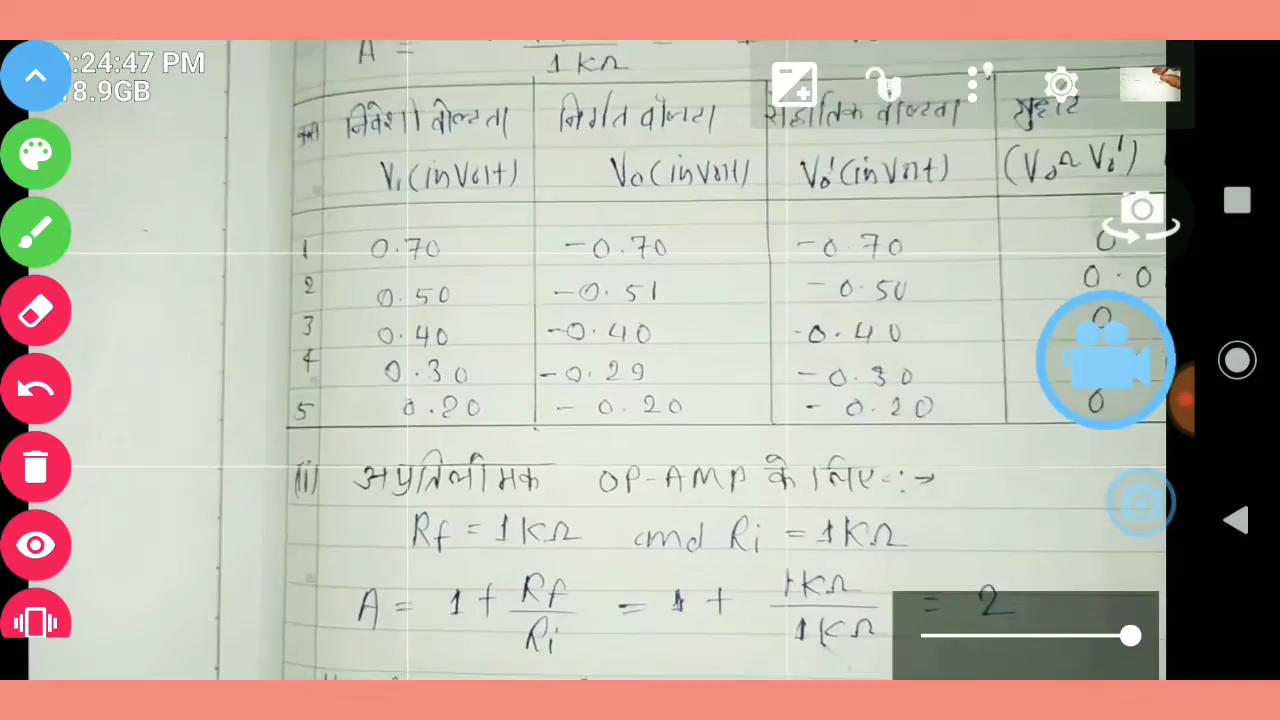 :24:47 PM
8.9GB
A =
1 KΩ
निवेशी वोल्टता
निर्गत वोल्टता
V₁ (in Volt)
V₀ (in Volt)
V₀' (in Volt)
(V₀ Ω V₀')
1 0.70 -0.70 -0.70 0
2 0.50 -0.51 -0.50 0.0
3 0.40 -0.40 -0.40 0
4 0.30 -0.29 -0.30
5 0.20 -0.20 -0.20 0
(ii) अप्रतिलोमक OP-AMP के लिए :→
Rf = 1KΩ and Ri = 1KΩ
A = 1 + Rf/Ri = 1 + 1KΩ/1KΩ = 2